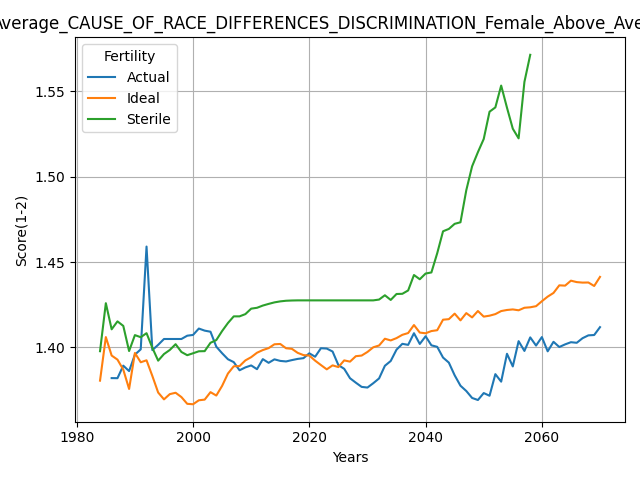 Average_CAUSE_OF_RACE_DIFFERENCES_DISCRIMINATION_Female_Above_Ave
Fertility
Actual
Ideal
Sterile
Score(1-2)
1.55
1.50
1.45
1.40
1980 2000 2020 2040 2060
Years